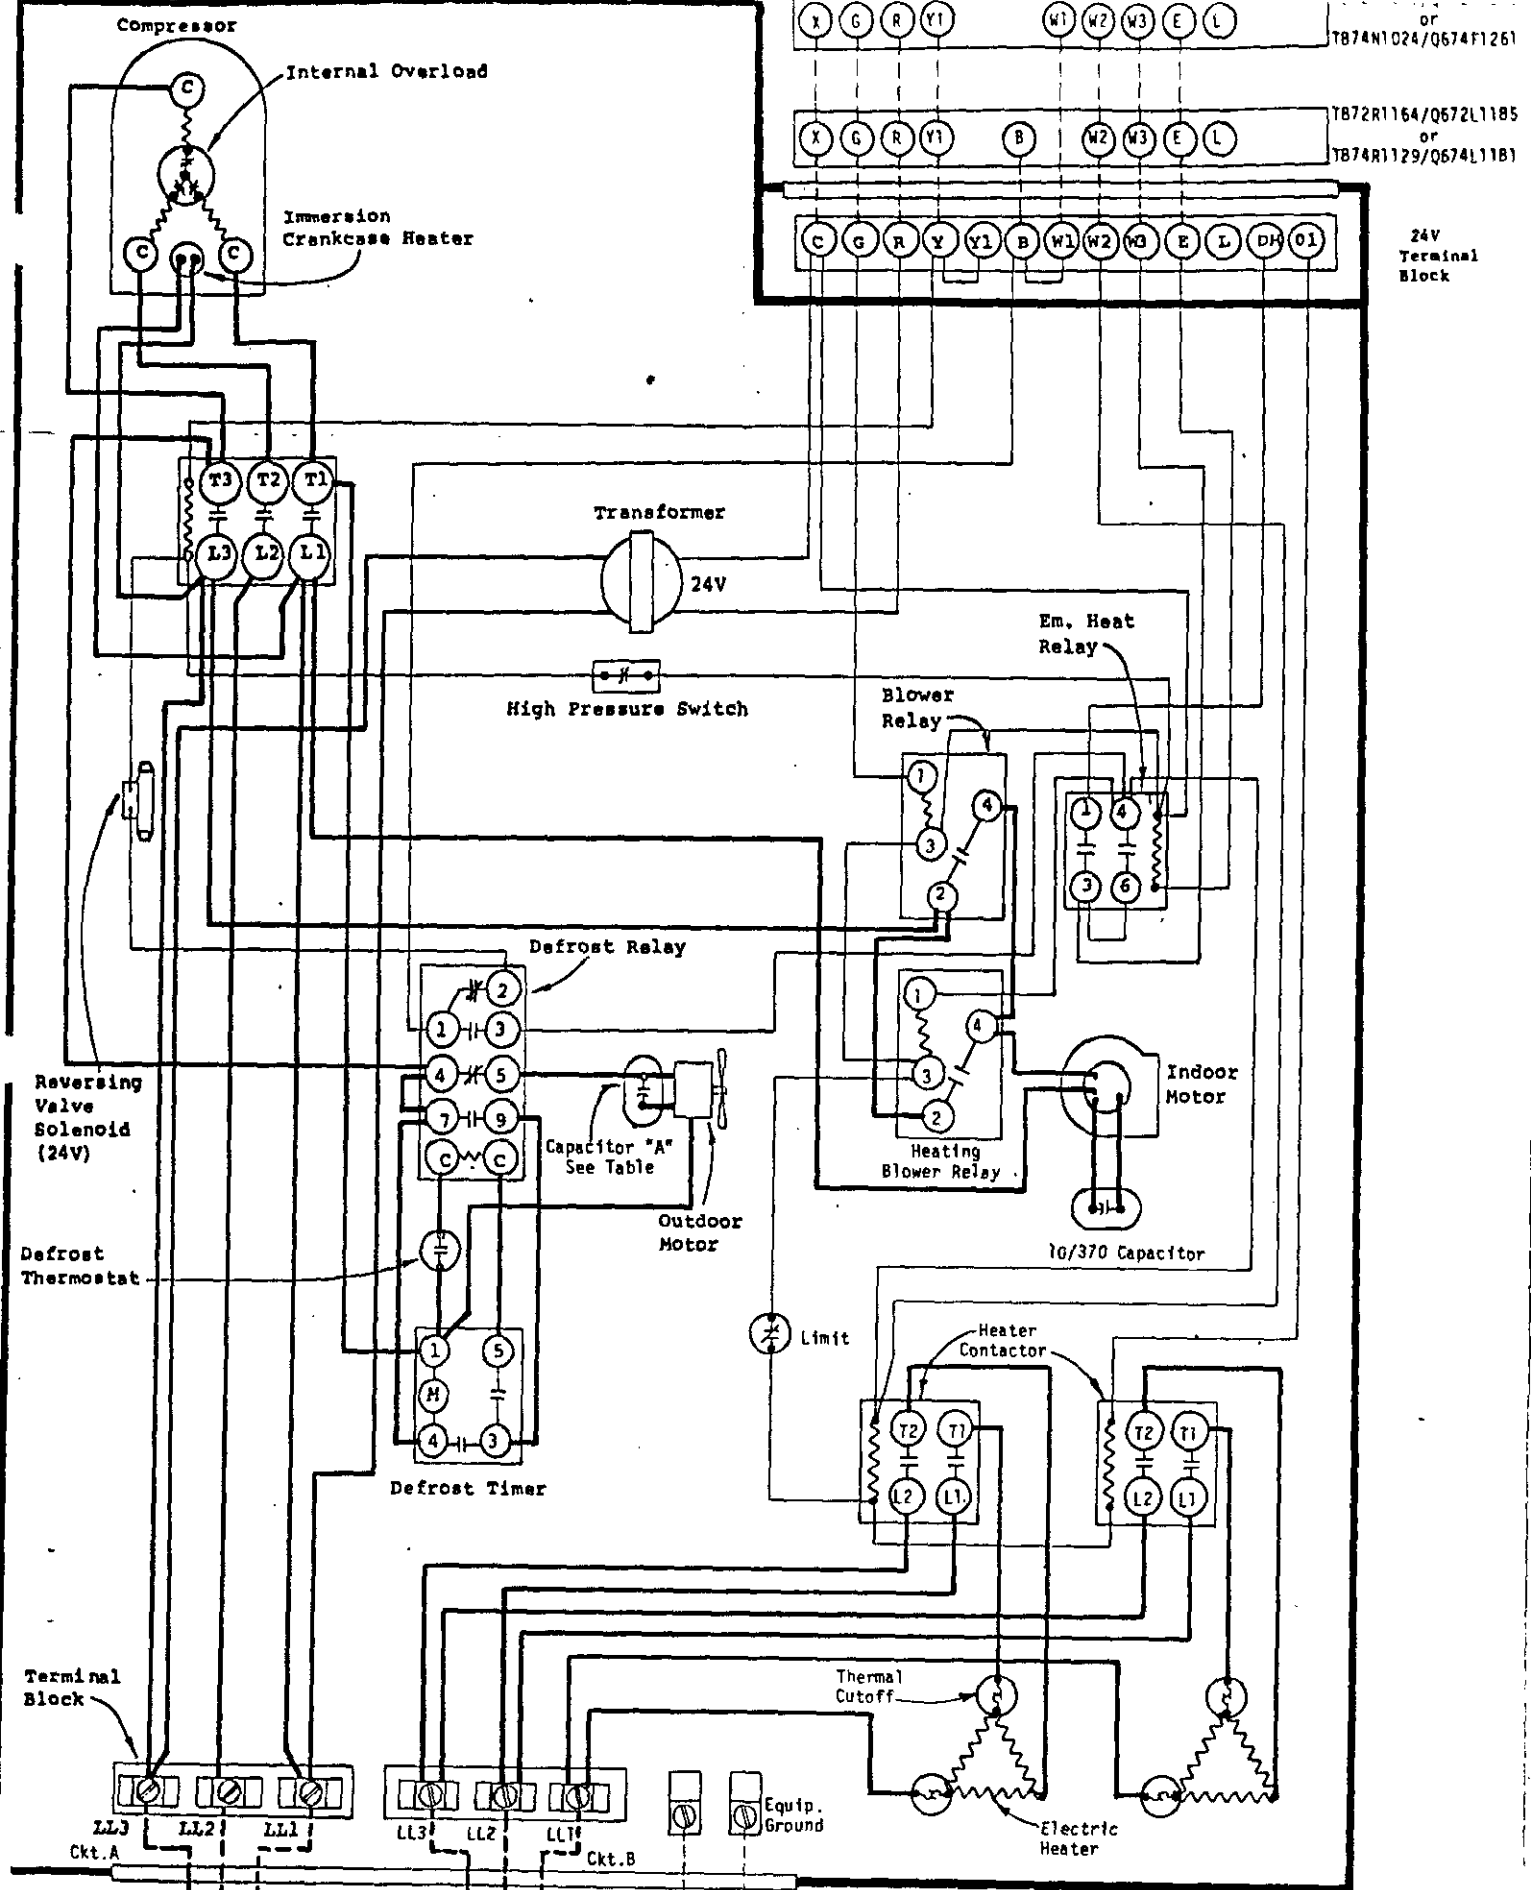 Compressor
X G R Y1 W1 W2 W3 E L
or
T874N1024/Q674F1261
Internal Overload
C
T872R1164/Q672L1185
X G R Y1 B W2 W3 E L
or
T874R1129/Q674L1181
Immersion
Crankcase Heater
C C
C G R Y Y1 B W1 W2 W3 E L DH O1
24V
Terminal
Block
T3 T2 T1
L3 L2 L1
Transformer
24V
Em. Heat
Relay
High Pressure Switch
Blower
Relay
1
4
3
2
1 4
3 6
Defrost Relay
2
1 3
4 5
7 9
C C
1
4
3
2
Heating
Blower Relay
Indoor
Motor
Reversing
Valve
Solenoid
(24V)
Capacitor "A"
See Table
Outdoor
Motor
10/370 Capacitor
Defrost
Thermostat
Limit
Heater
Contactor
1 5
M
4 3
Defrost Timer
T2 T1
L2 L1
T2 T1
L2 L1
Terminal
Block
Thermal
Cutoff
Equip.
Ground
Electric
Heater
LL3 LL2 LL1
Ckt.A
LL3 LL2 LL1
Ckt.B